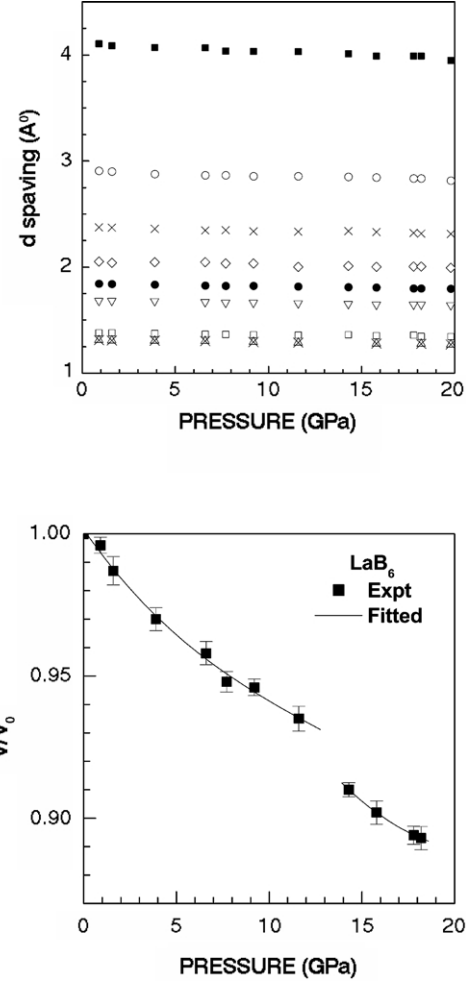 4
3
2
1
d spaving (A⁰)
0 5 10 15 20
PRESSURE (GPa)
1.00
0.95
0.90
V/V₀
LaB₆
Expt
Fitted
0 5 10 15 20
PRESSURE (GPa)